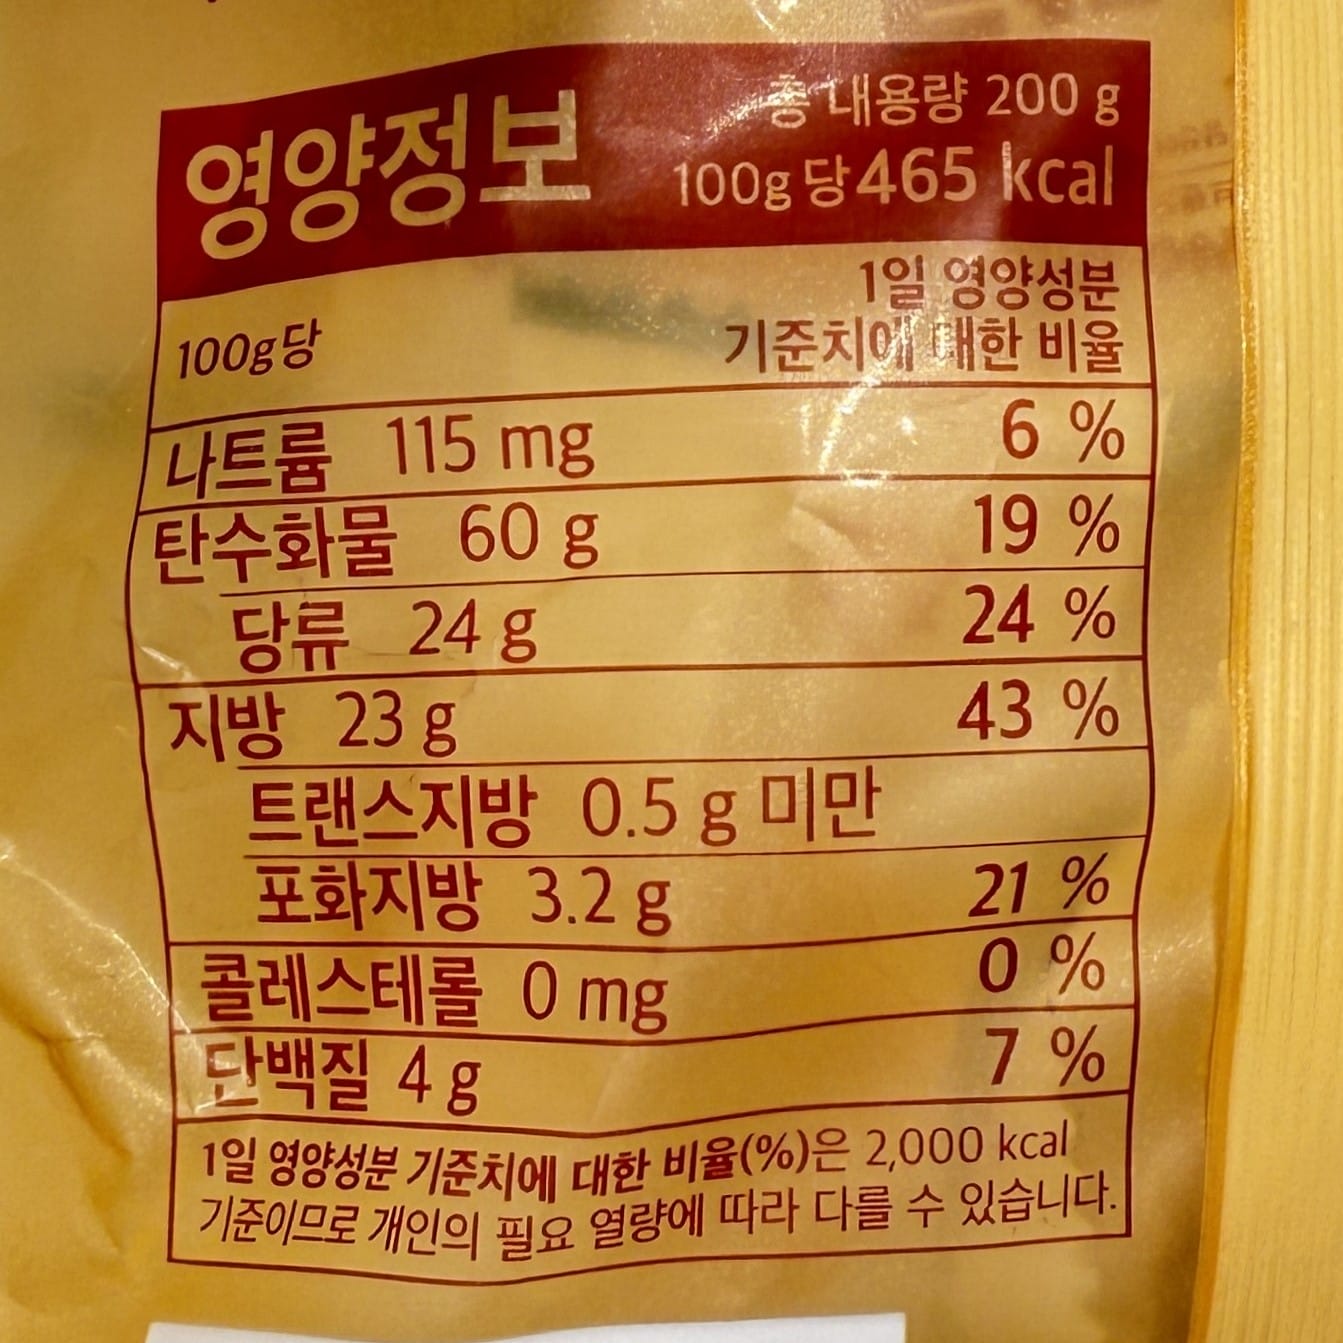 영양정보
총 내용량 200 g
100g 당 465 kcal
100g당
1일 영양성분
기준치에 대한 비율
나트륨 115 mg 6 %
탄수화물 60 g 19 %
당류 24 g 24 %
지방 23 g 43 %
트랜스지방 0.5 g 미만
포화지방 3.2 g 21 %
콜레스테롤 0 mg 0 %
단백질 4 g 7 %
1일 영양성분 기준치에 대한 비율(%)은 2,000 kcal
기준이므로 개인의 필요 열량에 따라 다를 수 있습니다.